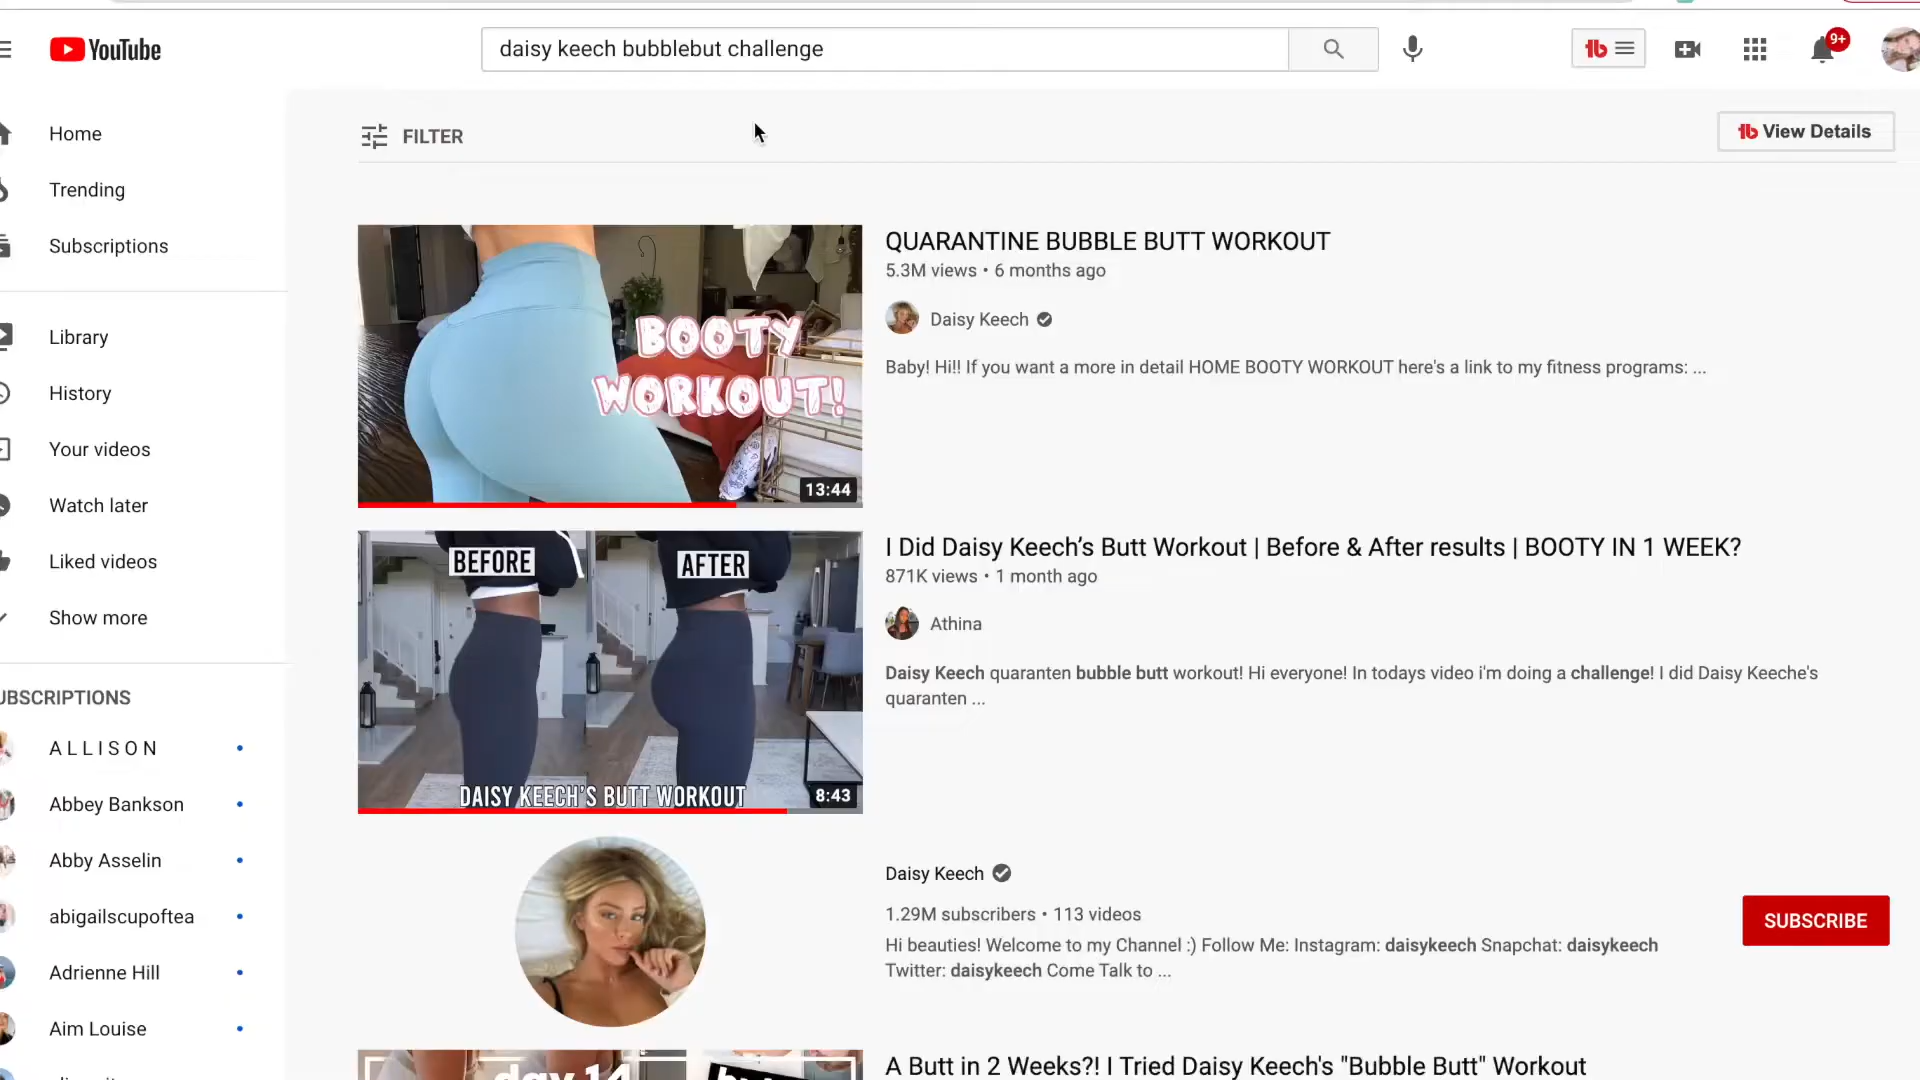 YouTube
daisy keech bubblebut challenge
9+
Home
Trending
Subscriptions
Library
History
Your videos
Watch later
Liked videos
Show more
UBSCRIPTIONS
A L L I S O N
Abbey Bankson
Abby Asselin
abigailscupoftea
Adrienne Hill
Aim Louise
FILTER
View Details
BOOTY
WORKOUT!
13:44
QUARANTINE BUBBLE BUTT WORKOUT
5.3M views • 6 months ago
Daisy Keech
Baby! Hi!! If you want a more in detail HOME BOOTY WORKOUT here's a link to my fitness programs: ...
BEFORE
AFTER
DAISY KEECH'S BUTT WORKOUT
8:43
I Did Daisy Keech’s Butt Workout | Before & After results | BOOTY IN 1 WEEK?
871K views • 1 month ago
Athina
Daisy Keech quaranten bubble butt workout! Hi everyone! In todays video i'm doing a challenge! I did Daisy Keeche's
quaranten ...
Daisy Keech
1.29M subscribers • 113 videos
Hi beauties! Welcome to my Channel :) Follow Me: Instagram: daisykeech Snapchat: daisykeech
Twitter: daisykeech Come Talk to ...
SUBSCRIBE
day 14
A Butt in 2 Weeks?! I Tried Daisy Keech's "Bubble Butt" Workout